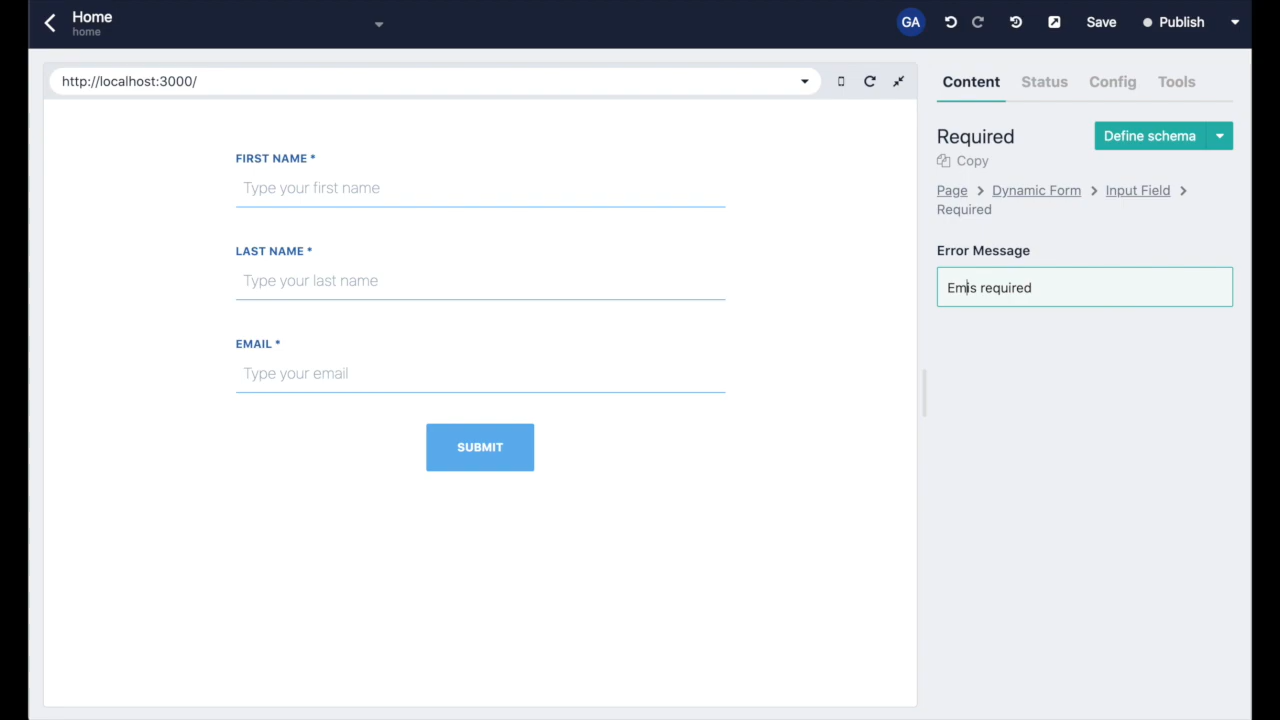 Home
home
GA
Save
Publish
http://localhost:3000/
Content Status Config Tools
FIRST NAME *
Type your first name
LAST NAME *
Type your last name
EMAIL *
Type your email
SUBMIT
Required
Define schema
Copy
Page > Dynamic Form > Input Field >
Required
Error Message
Emis required